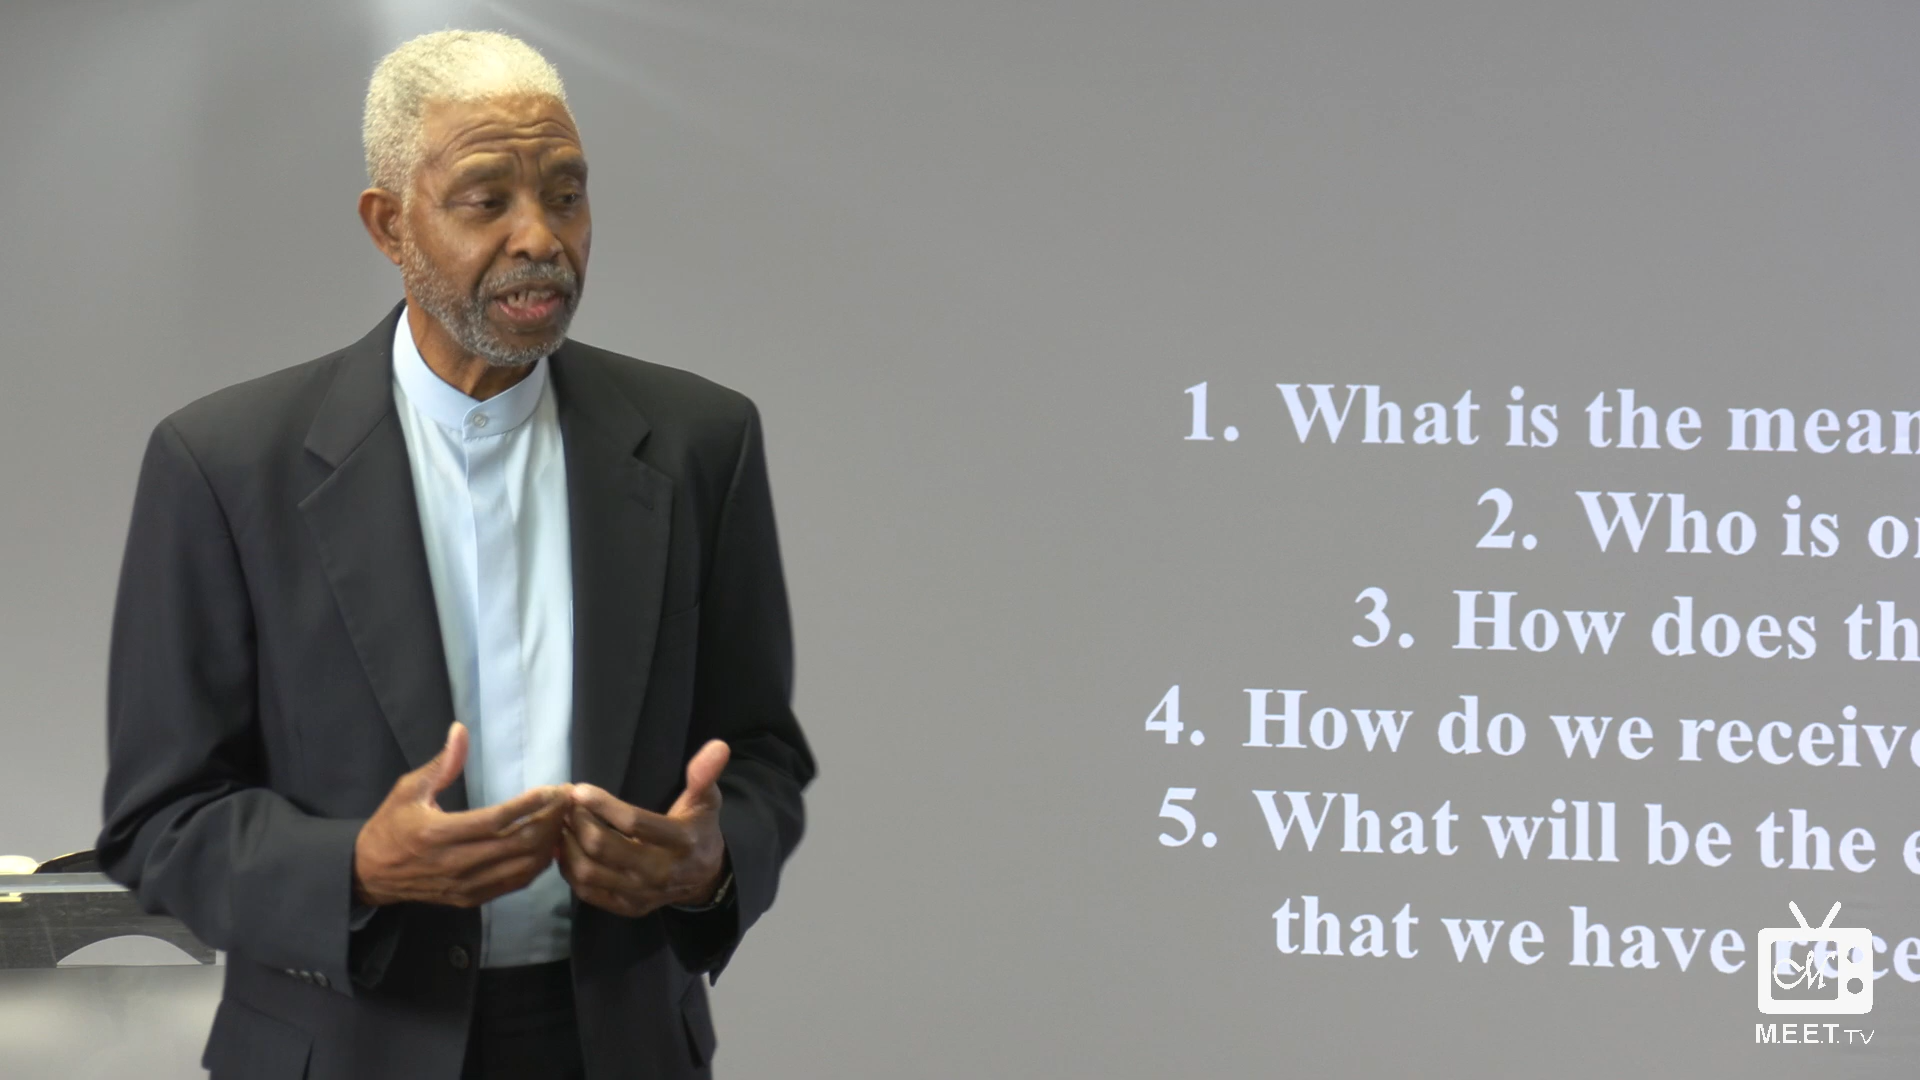 1. What is the mean
2. Who is o
3. How does th
4. How do we receive
5. What will be the e
that we have rece
M
M.E.E.T. TV